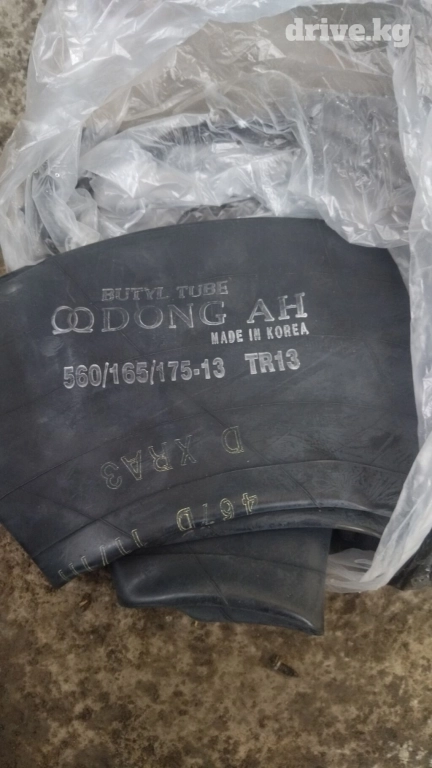 drive.kg
BUTYL TUBE
DONG AH
MADE IN KOREA
560/165/175-13 TR13
D XRA3
467D